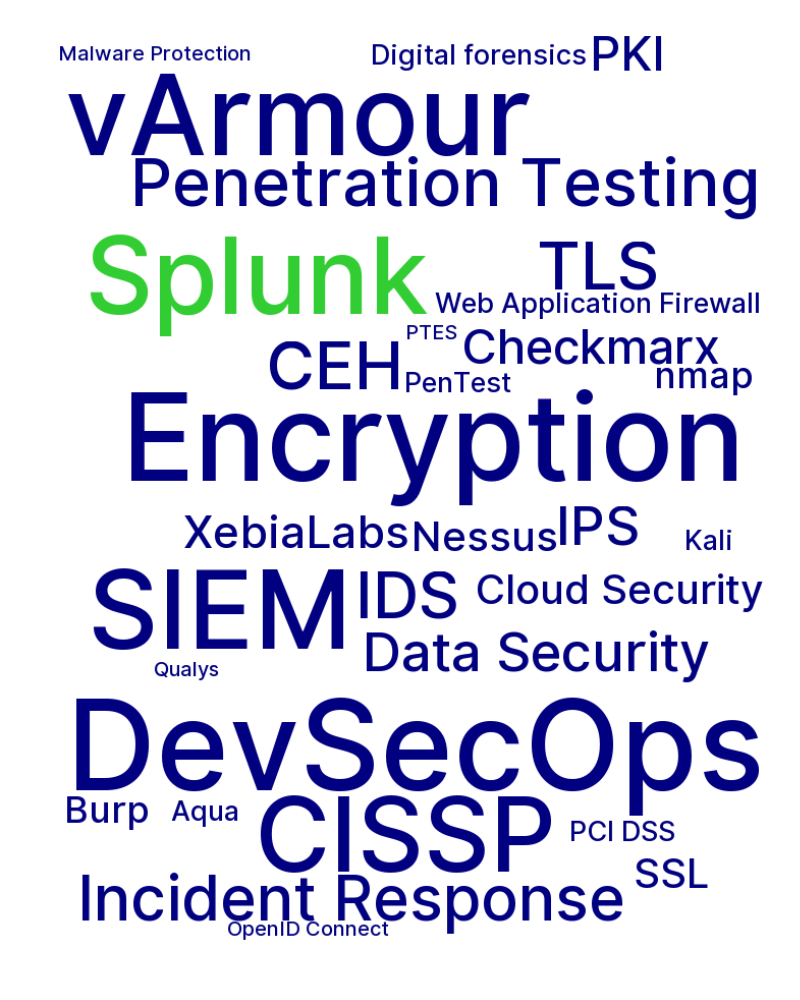 Malware Protection
Digital forensics
PKI
vArmour
Penetration Testing
Splunk
TLS
Web Application Firewall
PTES
Checkmarx
CEH
PenTest
nmap
Encryption
XebiaLabs
Nessus
IPS
Kali
SIEM
IDS
Cloud Security
Data Security
Qualys
DevSecOps
Burp
Aqua
CISSP
PCI DSS
SSL
Incident Response
OpenID Connect